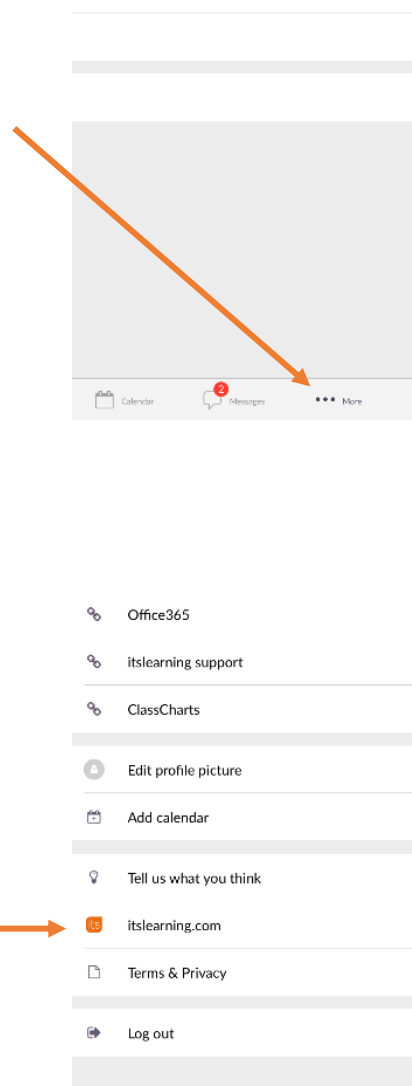 Calendar
2
Messages
More
Office365
itslearning support
ClassCharts
Edit profile picture
Add calendar
Tell us what you think
its
itslearning.com
Terms & Privacy
Log out